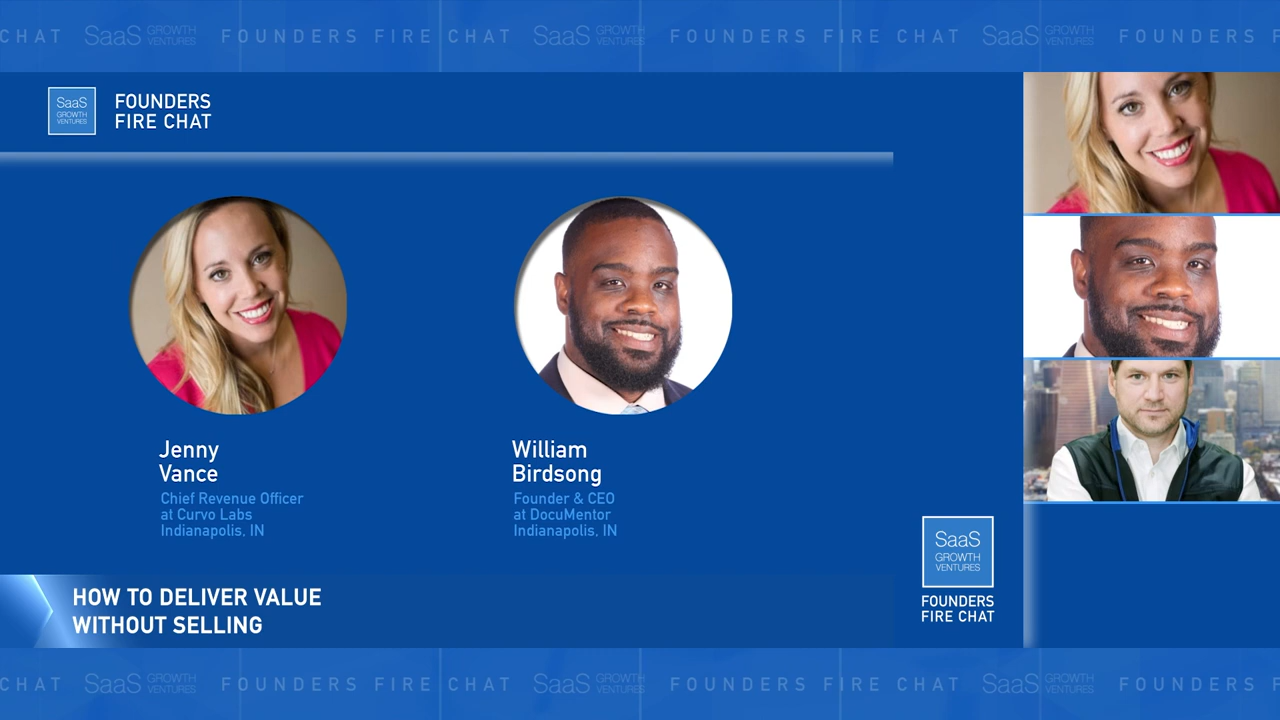 CHAT SaaS GROWTH VENTURES FOUNDERS FIRE CHAT SaaS GROWTH VENTURES FOUNDERS FIRE CHAT SaaS GROWTH VENTURES FOUNDERS F
SaaS
GROWTH
VENTURES
FOUNDERS
FIRE CHAT
Jenny
Vance
Chief Revenue Officer
at Curvo Labs
Indianapolis, IN
William
Birdsong
Founder & CEO
at DocuMentor
Indianapolis, IN
SaaS
GROWTH
VENTURES
FOUNDERS
FIRE CHAT
HOW TO DELIVER VALUE
WITHOUT SELLING
CHAT SaaS GROWTH VENTURES FOUNDERS FIRE CHAT SaaS GROWTH VENTURES FOUNDERS FIRE CHAT SaaS GROWTH VENTURES FOUNDERS F